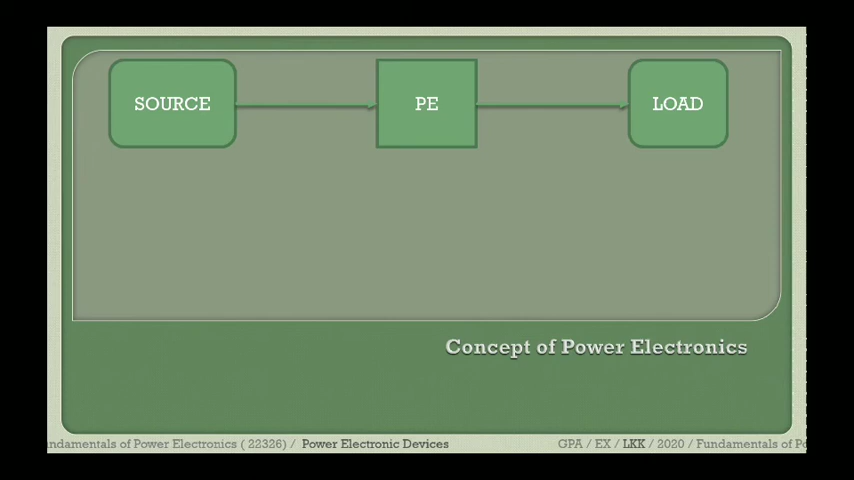 SOURCE
PE
LOAD
Concept of Power Electronics
undamentals of Power Electronics ( 22326) / Power Electronic Devices
GPA / EX / LKK / 2020 / Fundamentals of Po